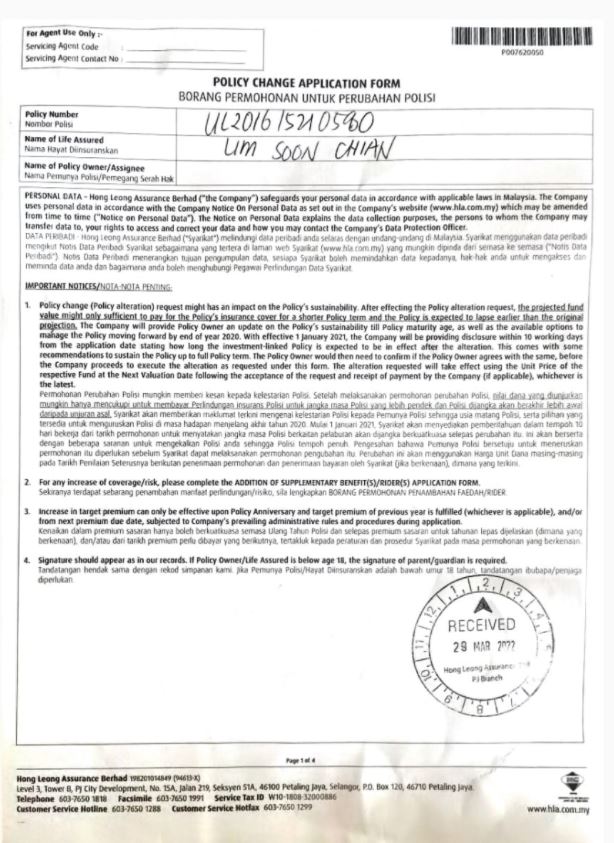 For Agent Use Only :-
Servicing Agent Code :
Servicing Agent Contact No :
P007620050
POLICY CHANGE APPLICATION FORM
BORANG PERMOHONAN UNTUK PERUBAHAN POLISI
Policy Number
Nombor Polisi
UL201615210580
Name of Life Assured
Nama Hayat Diinsuranskan
LIM SOON CHIAN
Name of Policy Owner/Assignee
Nama Pemunya Polisi/Pemegang Serah Hak
PERSONAL DATA - Hong Leong Assurance Berhad ("the Company") safeguards your personal data in accordance with applicable laws in Malaysia. The Company
uses personal data in accordance with the Company Notice On Personal Data as set out in the Company's website (www.hla.com.my) which may be amended
from time to time ("Notice on Personal Data"). The Notice on Personal Data explains the data collection purposes, the persons to whom the Company may
transfer data to, your rights to access and correct your data and how you may contact the Company's Data Protection Officer.
DATA PERIBADI - Hong Leong Assurance Berhad ("Syarikat") melindungi data peribadi anda selaras dengan undang-undang di Malaysia. Syarikat menggunakan data peribadi
mengikut Notis Data Peribadi Syarikat sebagaimana yang tertera di laman web Syarikat (www.hla.com.my) yang mungkin dipinda dari semasa ke semasa ("Notis Data
Peribadi"). Notis Data Peribadi menerangkan tujuan pengumpulan data, sesiapa Syarikat boleh memindahkan data kepadanya, hak-hak anda untuk mengakses dan
meminda data anda dan bagaimana anda boleh menghubungi Pegawai Perlindungan Data Syarikat.
IMPORTANT NOTICES/NOTA-NOTA PENTING:
1. Policy change (Policy alteration) request might has an impact on the Policy's sustainability. After effecting the Policy alteration request, the projected fund
value might only sufficient to pay for the Policy's insurance cover for a shorter Policy term and the Policy is expected to lapse earlier than the original
projection. The Company will provide Policy Owner an update on the Policy's sustainability till Policy maturity age, as well as the available options to
manage the Policy moving forward by end of year 2020. With effective 1 January 2021, the Company will be providing disclosure within 10 working days
from the application date stating how long the investment-linked Policy is expected to be in effect after the alteration. This comes with some
recommendations to sustain the Policy up to full Policy term. The Policy Owner would then need to confirm if the Policy Owner agrees with the same, before
the Company proceeds to execute the alteration as requested under this form. The alteration requested will take effect using the Unit Price of the
respective Fund at the Next Valuation Date following the acceptance of the request and receipt of payment by the Company (if applicable), whichever is
the latest.
Permohonan Perubahan Polisi mungkin memberi kesan kepada kelestarian Polisi. Setelah melaksanakan permohonan perubahan Polisi, nilai dana yang diunjurkan
mungkin hanya mencukupi untuk membayar Perlindungan insurans Polisi untuk jangka masa Polisi yang lebih pendek dan Polisi dijangka akan berakhir lebih awal
daripada unjuran asal. Syarikat akan memberikan maklumat terkini mengenai kelestarian Polisi kepada Pemunya Polisi sehingga usia matang Polisi, serta pilihan yang
tersedia untuk menguruskan Polisi di masa hadapan menjelang akhir tahun 2020. Mulai 1 Januari 2021, Syarikat akan menyediakan pemberitahuan dalam tempoh 10
hari bekerja dari tarikh permohonan untuk menyatakan jangka masa Polisi berkaitan pelaburan akan dijangka berkuatkuasa selepas perubahan itu. Ini akan berserta
dengan beberapa saranan untuk mengekalkan Polisi anda sehingga Polisi tempoh penuh. Pengesahan bahawa Pemunya Polisi bersetuju untuk meneruskan
permohonan itu diperlukan sebelum Syarikat dapat melaksanakan permohonan pengubahan itu. Perubahan ini akan menggunakan Harga Unit Dana masing-masing
pada Tarikh Penilaian Seterusnya berikutan penerimaan permohonan dan penerimaan bayaran oleh Syarikat (jika berkenaan), dimana yang terkini.
2. For any increase of coverage/risk, please complete the ADDITION OF SUPPLEMENTARY BENEFIT(S)/RIDER(S) APPLICATION FORM.
Sekiranya terdapat sebarang penambahan manfaat perlindungan/risiko, sila lengkapkan BORANG PERMOHONAN PENAMBAHAN FAEDAH/RIDER.
3. Increase in target premium can only be effective upon Policy Anniversary and target premium of previous year is fulfilled (whichever is applicable), and/or
from next premium due date, subjected to Company's prevailing administrative rules and procedures during application.
Kenaikan dalam premium sasaran hanya boleh berkuatkuasa semasa Ulang Tahun Polisi dan selepas premium sasaran untuk tahunan lepas dijelaskan (dimana yang
berkenaan), dan/atau dari tarikh premium perlu dibayar yang berikutnya, tertakluk kepada peraturan dan prosedur Syarikat pada masa permohonan yang berkenaan.
4. Signature should appear as in our records. If Policy Owner/Life Assured is below age 18, the signature of parent/guardian is required.
Tandatangan hendak sama dengan rekod simpanan kami. Jika Pemunya Polisi/Hayat Diinsuranskan adalah bawah umur 18 tahun, tandatangan ibubapa/penjaga
diperlukan.
RECEIVED
29 MAR 2022
Hong Leong Assurance
PJ Branch
Page 1 of 4
Hong Leong Assurance Berhad 198201014849 (94613-X)
Level 3, Tower B, PJ City Development, No. 15A, Jalan 219, Seksyen 51A, 46100 Petaling Jaya, Selangor, P.O. Box 120, 46710 Petaling Jaya.
Telephone 603-7650 1818 Facsimile 603-7650 1991 Service Tax ID W10-1808-32000886
Customer Service Hotline 603-7650 1288 Customer Service Hotfax 603-7650 1299
www.hla.com.my